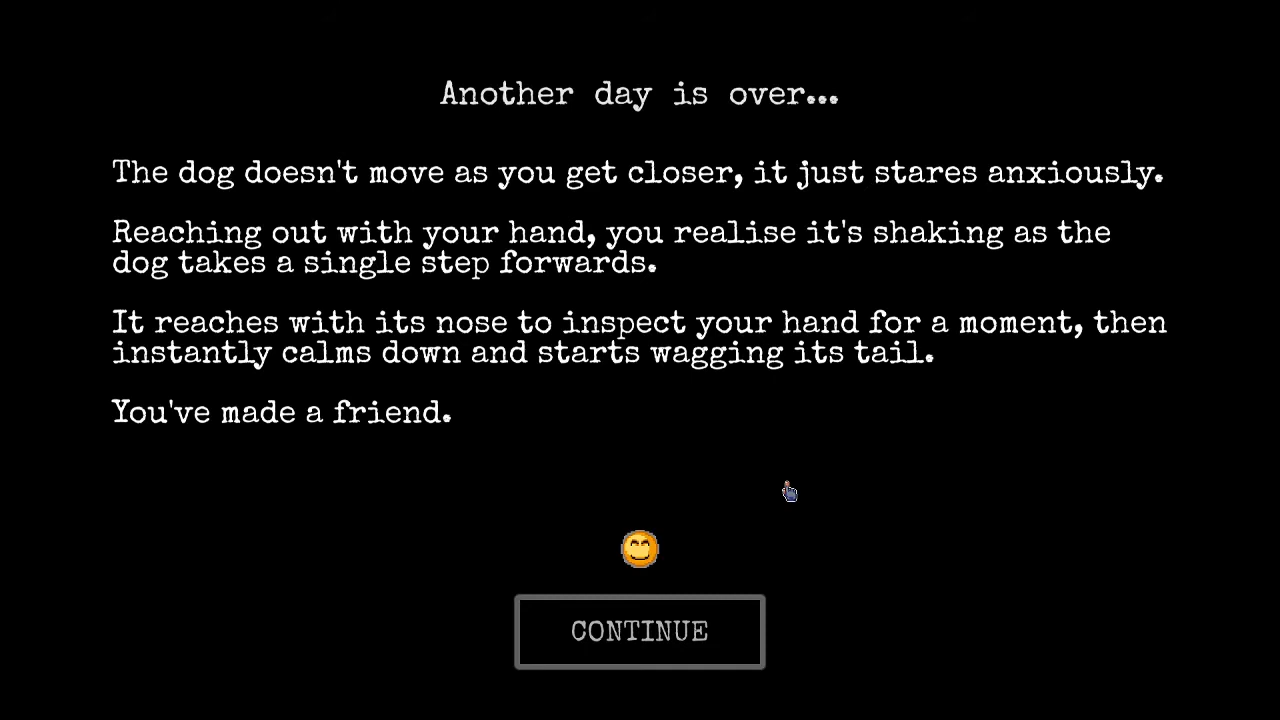 Another day is over...
The dog doesn't move as you get closer, it just stares anxiously.
Reaching out with your hand, you realise it's shaking as the
dog takes a single step forwards.
It reaches with its nose to inspect your hand for a moment, then
instantly calms down and starts wagging its tail.
You've made a friend.
CONTINUE